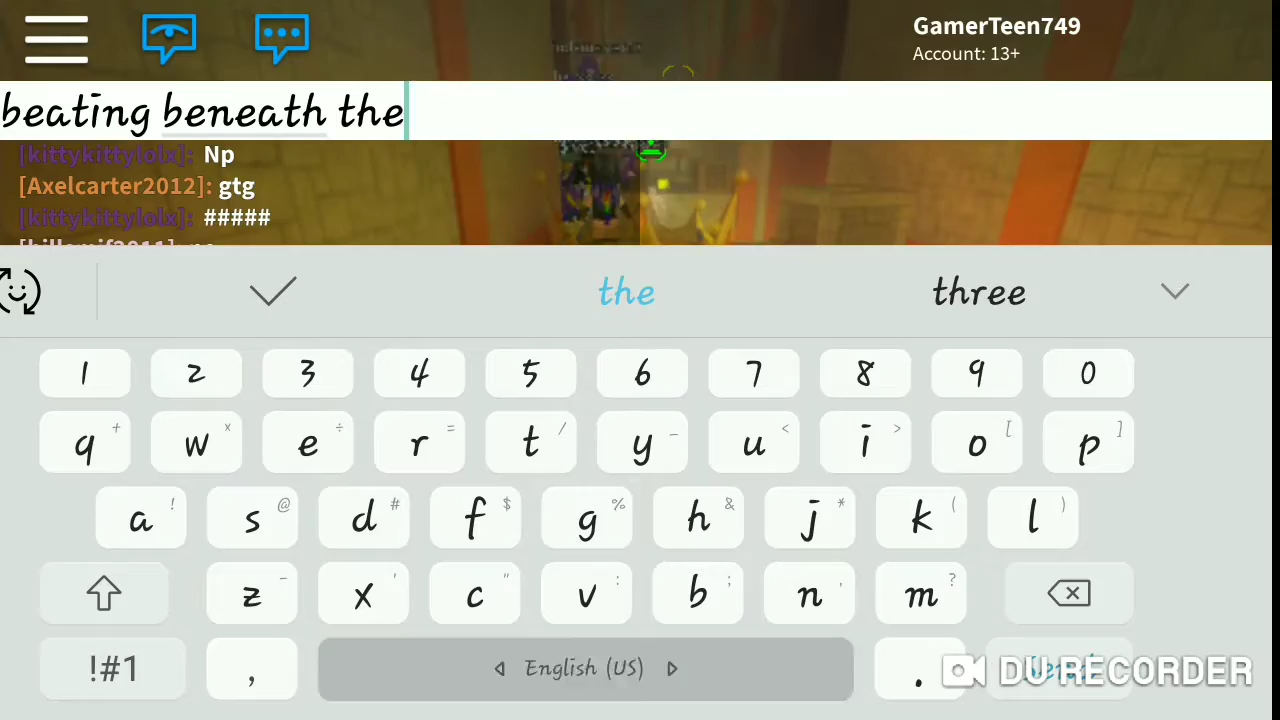 GamerTeen749
Account: 13+
beating beneath the
[kittykittylolx]: Np
[Axelcarter2012]: gtg
[kittykittylolx]: #####
the three
1 2 3 4 5 6 7 8 9 0
q + w x e ÷ r = t / y _ u < i > o [ p ]
a ! s @ d # f $ g % h & j * k ( l )
z - x ' c " v : b ; n , m ?
!#1 , English (US) .
DU RECORDER